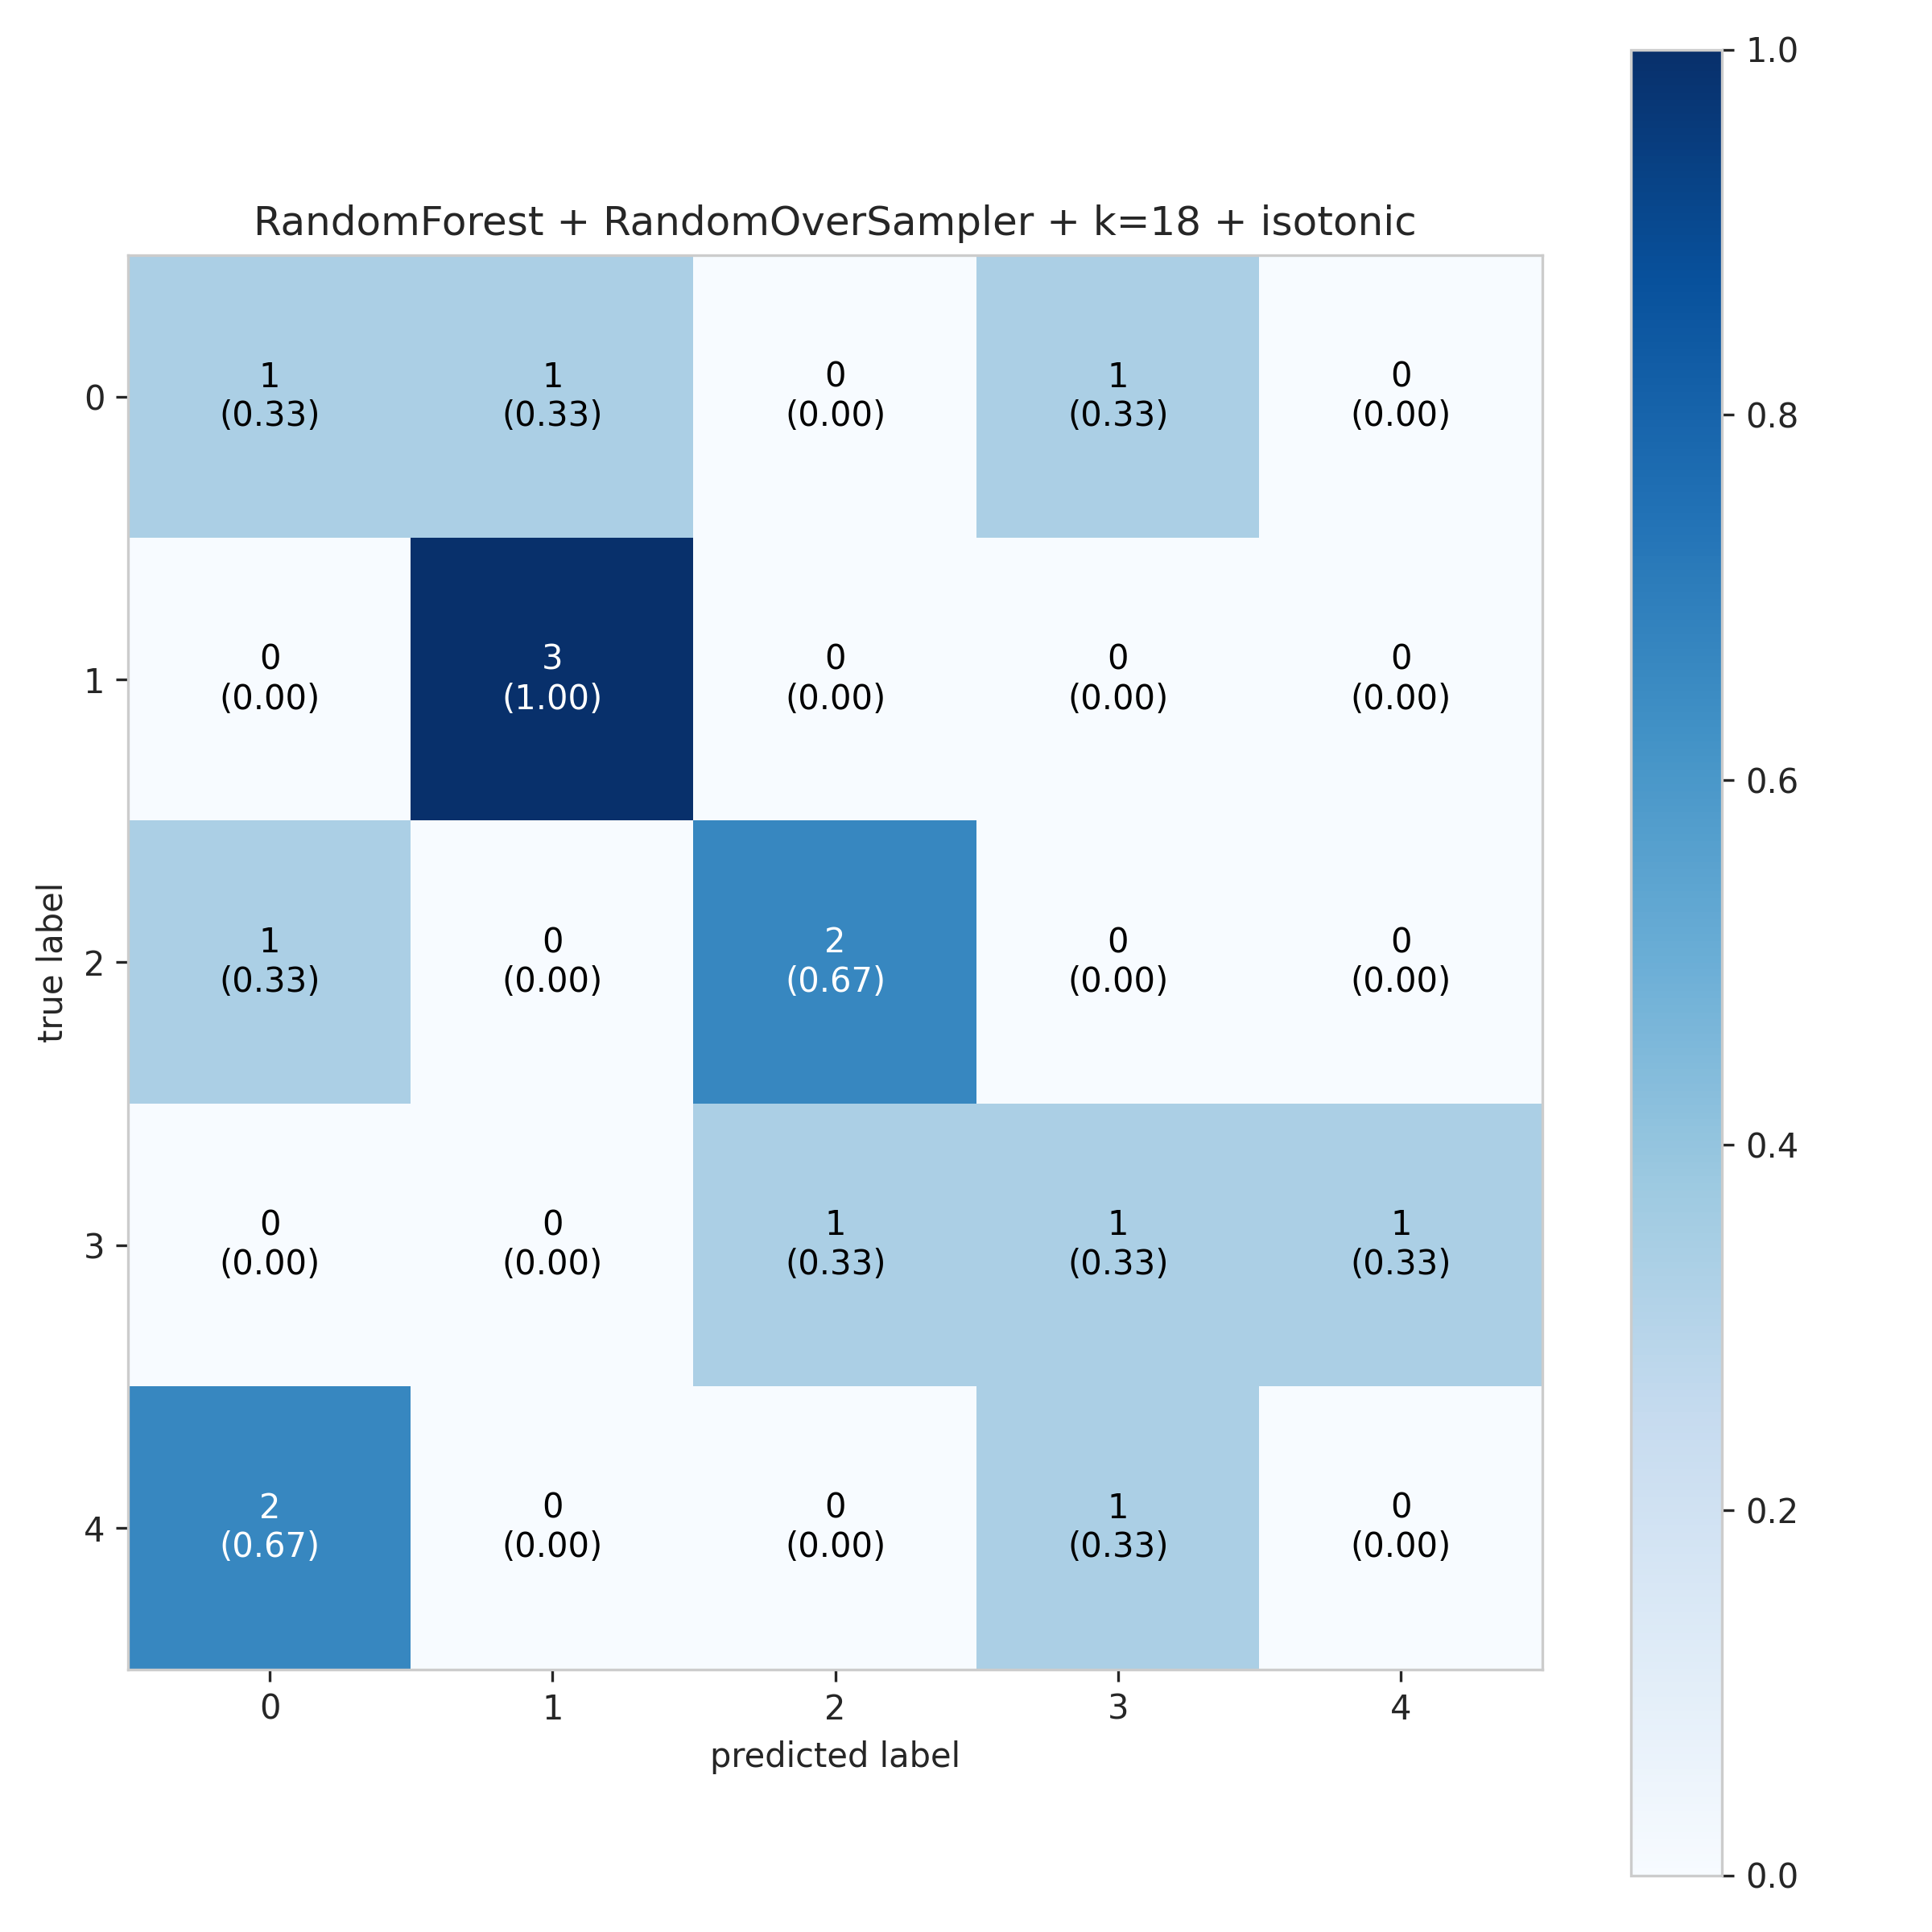 RandomForest + RandomOverSampler + k=18 + isotonic
1.0
0.8
0.6
0.4
0.2
0.0
true label
0
1
2
3
4
1 1 0 1 0
(0.33) (0.33) (0.00) (0.33) (0.00)
0 3 0 0 0
(0.00) (1.00) (0.00) (0.00) (0.00)
1 0 2 0 0
(0.33) (0.00) (0.67) (0.00) (0.00)
0 0 1 1 1
(0.00) (0.00) (0.33) (0.33) (0.33)
2 0 0 1 0
(0.67) (0.00) (0.00) (0.33) (0.00)
0 1 2 3 4
predicted label